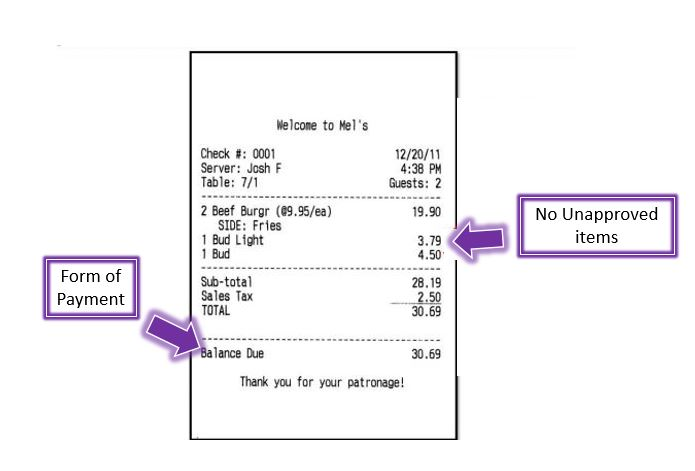 Welcome to Mel's
Check #: 0001 12/20/11
Server: Josh F 4:38 PM
Table: 7/1 Guests: 2
2 Beef Burgr (@9.95/ea) 19.90
SIDE: Fries
1 Bud Light 3.79
1 Bud 4.50
No Unapproved
items
Form of
Payment
Sub-total 28.19
Sales Tax 2.50
TOTAL 30.69
Balance Due 30.69
Thank you for your patronage!